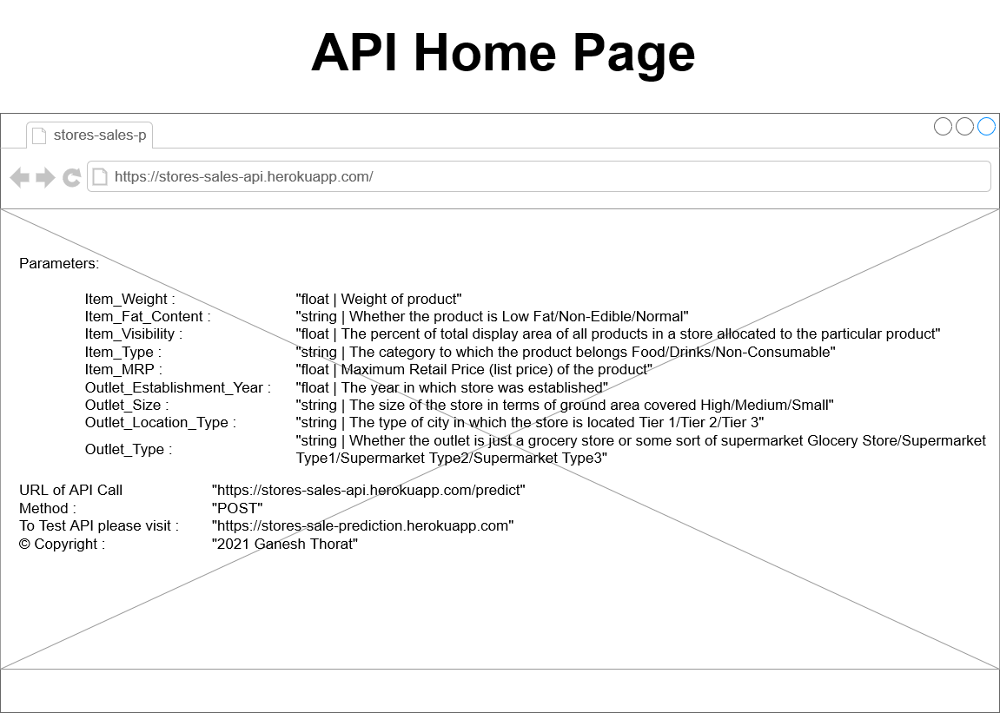 API Home Page
stores-sales-p
https://stores-sales-api.herokuapp.com/
Parameters:
Item_Weight : "float | Weight of product"
Item_Fat_Content : "string | Whether the product is Low Fat/Non-Edible/Normal"
Item_Visibility : "float | The percent of total display area of all products in a store allocated to the particular product"
Item_Type : "string | The category to which the product belongs Food/Drinks/Non-Consumable"
Item_MRP : "float | Maximum Retail Price (list price) of the product"
Outlet_Establishment_Year : "float | The year in which store was established"
Outlet_Size : "string | The size of the store in terms of ground area covered High/Medium/Small"
Outlet_Location_Type : "string | The type of city in which the store is located Tier 1/Tier 2/Tier 3"
Outlet_Type : "string | Whether the outlet is just a grocery store or some sort of supermarket Glocery Store/Supermarket
Type1/Supermarket Type2/Supermarket Type3"
URL of API Call "https://stores-sales-api.herokuapp.com/predict"
Method : "POST"
To Test API please visit : "https://stores-sale-prediction.herokuapp.com"
© Copyright : "2021 Ganesh Thorat"